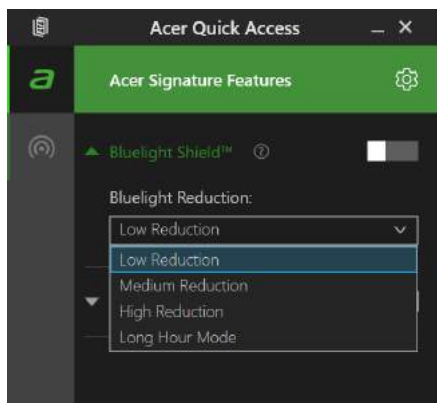 Acer Quick Access
a
Acer Signature Features
Bluelight Shield™ ?
Bluelight Reduction:
Low Reduction
Low Reduction
Medium Reduction
High Reduction
Long Hour Mode